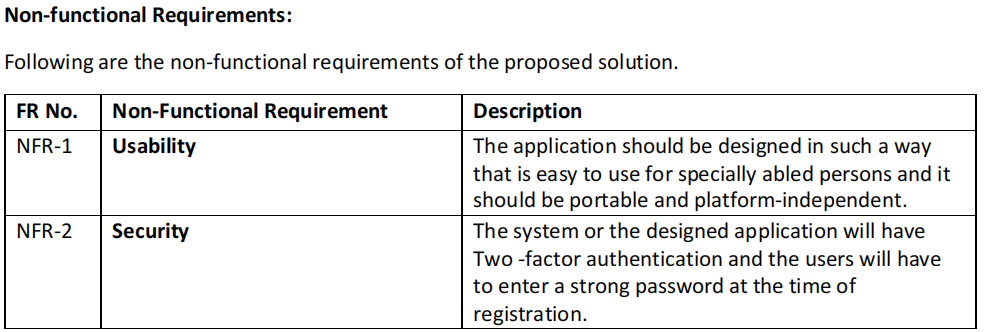 Non-functional Requirements:
Following are the non-functional requirements of the proposed solution.
FR No. Non-Functional Requirement Description
NFR-1 Usability The application should be designed in such a way
that is easy to use for specially abled persons and it
should be portable and platform-independent.
NFR-2 Security The system or the designed application will have
Two -factor authentication and the users will have
to enter a strong password at the time of
registration.